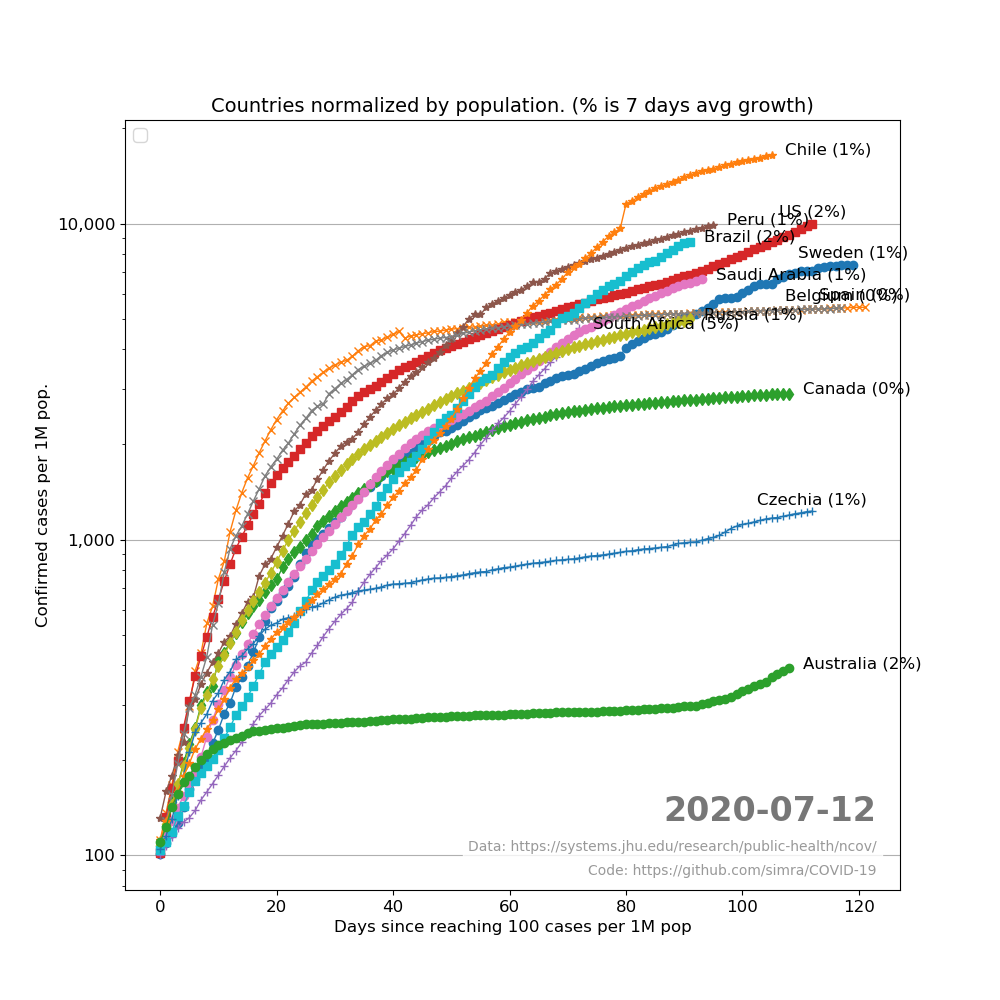 Countries normalized by population. (% is 7 days avg growth)
Chile (1%)
US (2%)
Peru (1%)
Brazil (2%)
Sweden (1%)
Saudi Arabia (1%)
Belgium (0%)
Spain (0%)
Russia (1%)
South Africa (5%)
Canada (0%)
Czechia (1%)
Australia (2%)
10,000
1,000
100
Confirmed cases per 1M pop.
2020-07-12
Data: https://systems.jhu.edu/research/public-health/ncov/
Code: https://github.com/simra/COVID-19
0 20 40 60 80 100 120
Days since reaching 100 cases per 1M pop